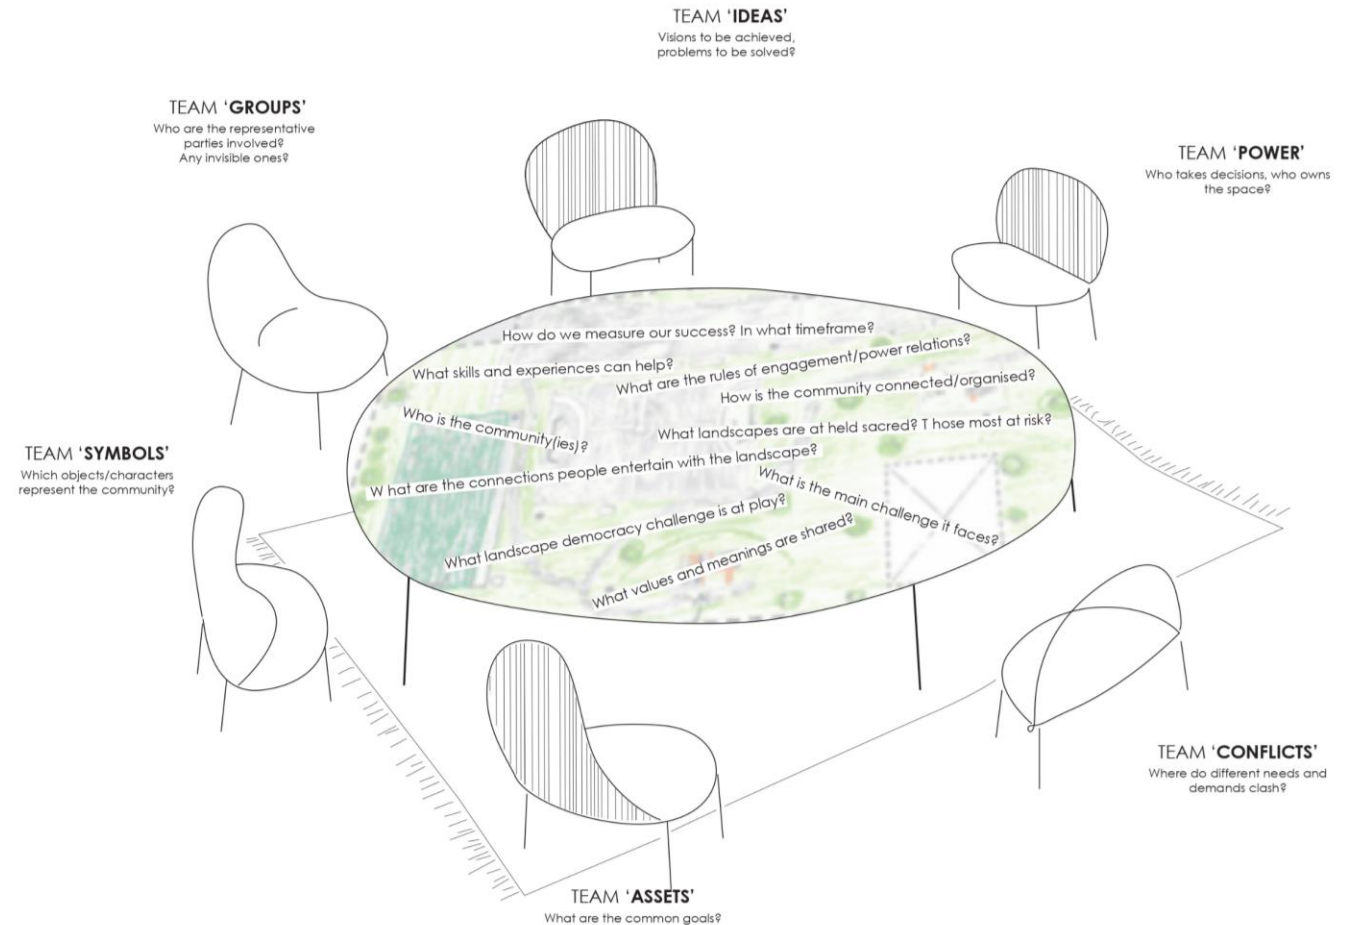 TEAM ‘IDEAS’
Visions to be achieved,
problems to be solved?
TEAM ‘GROUPS’
Who are the representative
parties involved?
Any invisible ones?
TEAM ‘POWER’
Who takes decisions, who owns
the space?
How do we measure our success? In what timeframe?
What skills and experiences can help?
What are the rules of engagement/power relations?
How is the community connected/organised?
Who is the community(ies)?
What landscapes are at held sacred? T hose most at risk?
W hat are the connections people entertain with the landscape?
What is the main challenge it faces?
What landscape democracy challenge is at play?
What values and meanings are shared?
TEAM ‘SYMBOLS’
Which objects/characters
represent the community?
TEAM ‘CONFLICTS’
Where do different needs and
demands clash?
TEAM ‘ASSETS’
What are the common goals?